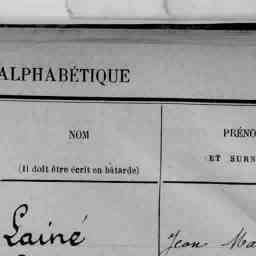 ALPHABÉTIQUE
NOM
PRÉNO
(Il doit être écrit en bâtarde)
ET SURN
Lainé
Jean Ma